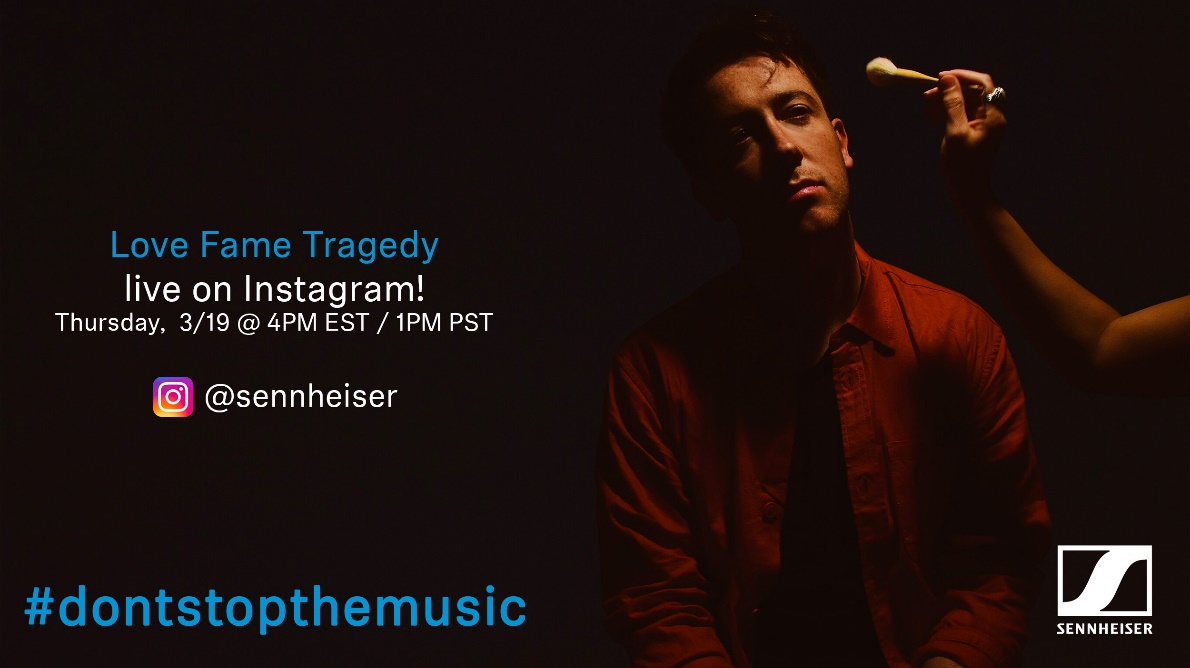 Love Fame Tragedy
live on Instagram!
Thursday, 3/19 @ 4PM EST / 1PM PST
@sennheiser
#dontstopthemusic
SENNHEISER